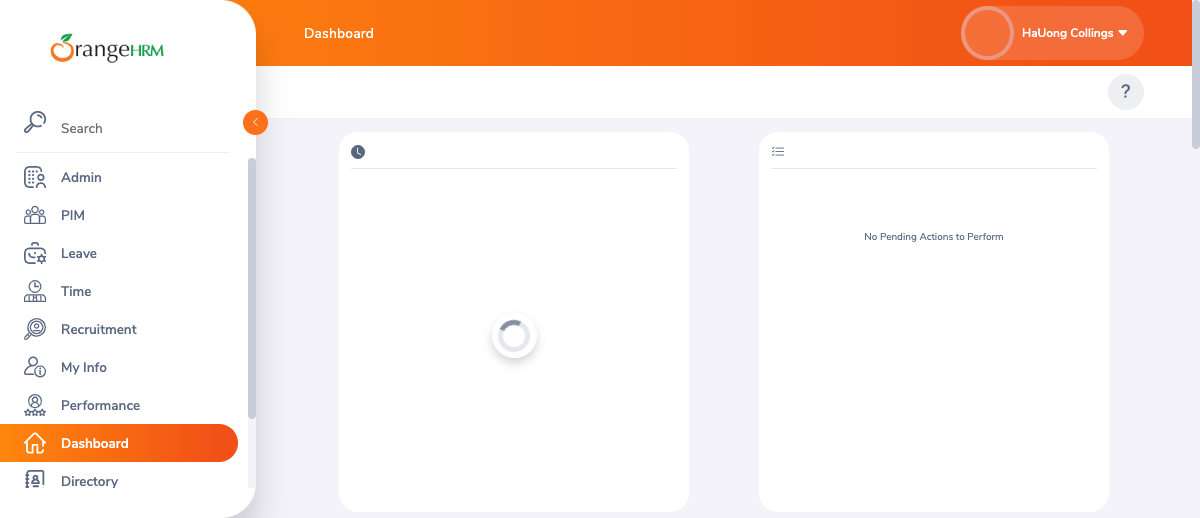 OrangeHRM
Dashboard
HaUong Collings
?
Search
Admin
PIM
Leave
Time
Recruitment
My Info
Performance
Dashboard
Directory
No Pending Actions to Perform